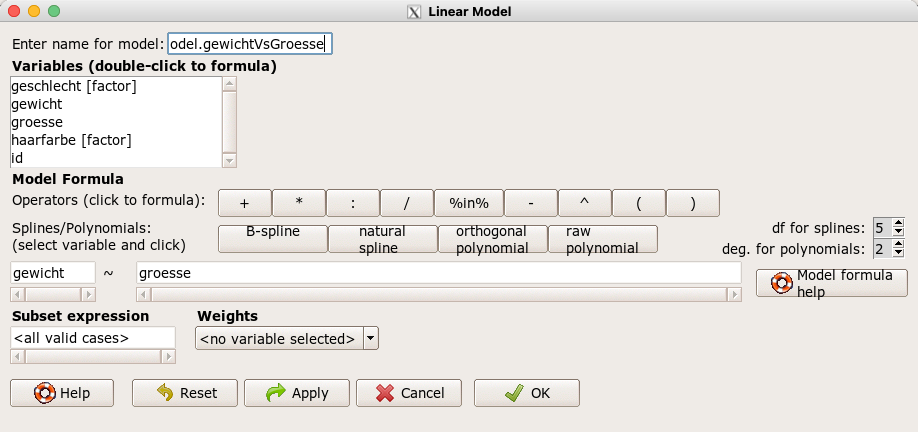 Linear Model
Enter name for model: odel.gewichtVsGroesse
Variables (double-click to formula)
geschlecht [factor]
gewicht
groesse
haarfarbe [factor]
id
Model Formula
Operators (click to formula): + * : / %in% - ^ ( )
Splines/Polynomials:
(select variable and click)
B-spline
natural
spline
orthogonal
polynomial
raw
polynomial
df for splines: 5
deg. for polynomials: 2
gewicht ~ groesse
Model formula
help
Subset expression
<all valid cases>
Weights
<no variable selected>
Help Reset Apply Cancel OK